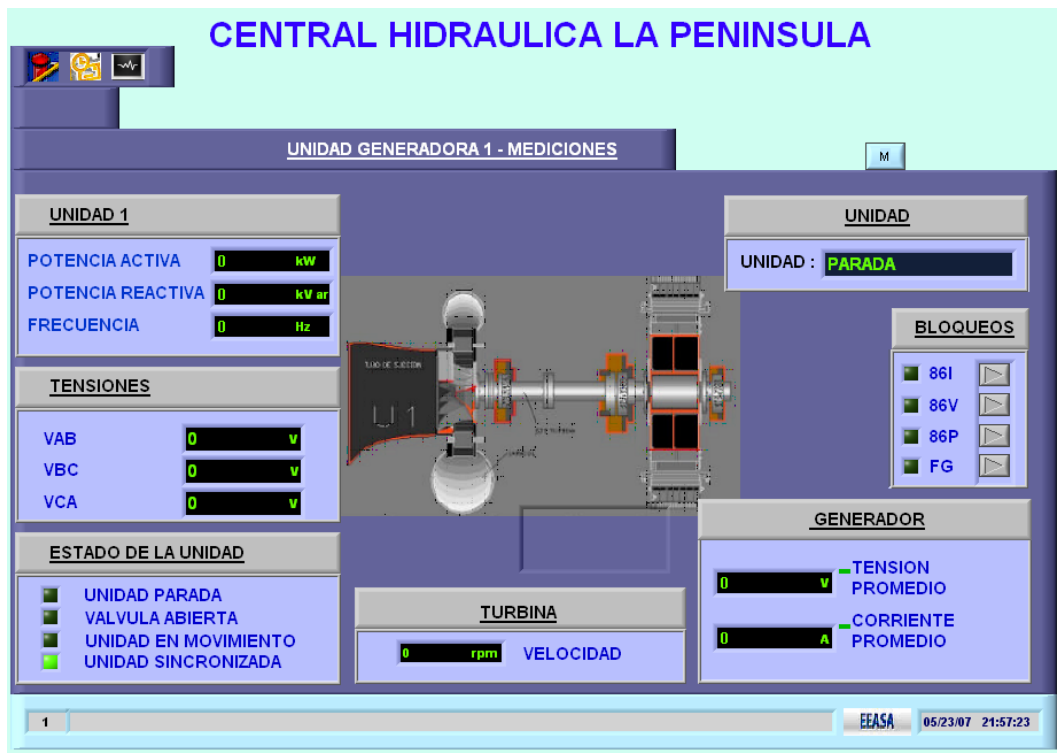 CENTRAL HIDRAULICA LA PENINSULA
UNIDAD GENERADORA 1 - MEDICIONES
M
UNIDAD 1
POTENCIA ACTIVA 0 kW
POTENCIA REACTIVA 0 kV ar
FRECUENCIA 0 Hz
TENSIONES
VAB 0 v
VBC 0 v
VCA 0 v
ESTADO DE LA UNIDAD
UNIDAD PARADA
VALVULA ABIERTA
UNIDAD EN MOVIMIENTO
UNIDAD SINCRONIZADA
U 1
TURBINA
0 rpm VELOCIDAD
UNIDAD
UNIDAD : PARADA
BLOQUEOS
86I
86V
86P
FG
GENERADOR
0 V TENSION
PROMEDIO
0 A CORRIENTE
PROMEDIO
1
EEASA 05/23/07 21:57:23